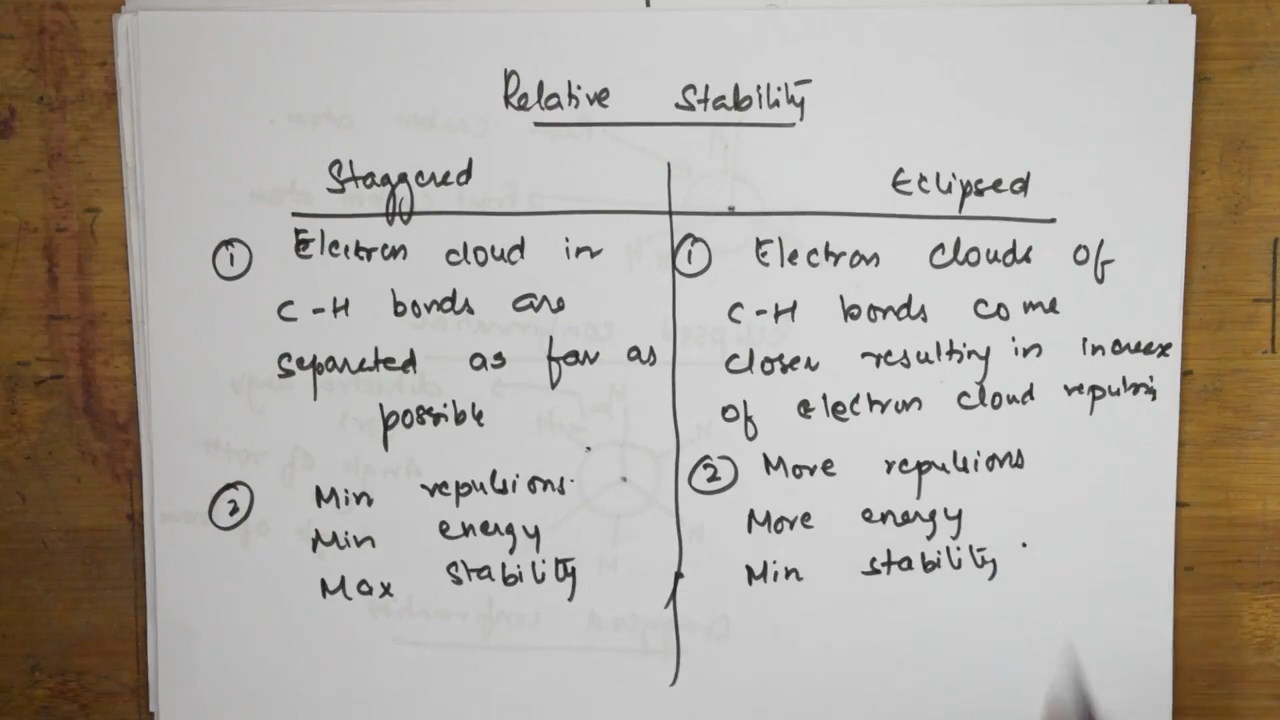 Relative Stability
Staggered
① Electron cloud in
C-H bonds are
separated as far as
possible
② Min repulsions.
Min energy
Max stability
Eclipsed
① Electron clouds of
C-H bonds come
closer resulting in increase
of electron cloud repulsion
② More repulsions
More energy
Min stability